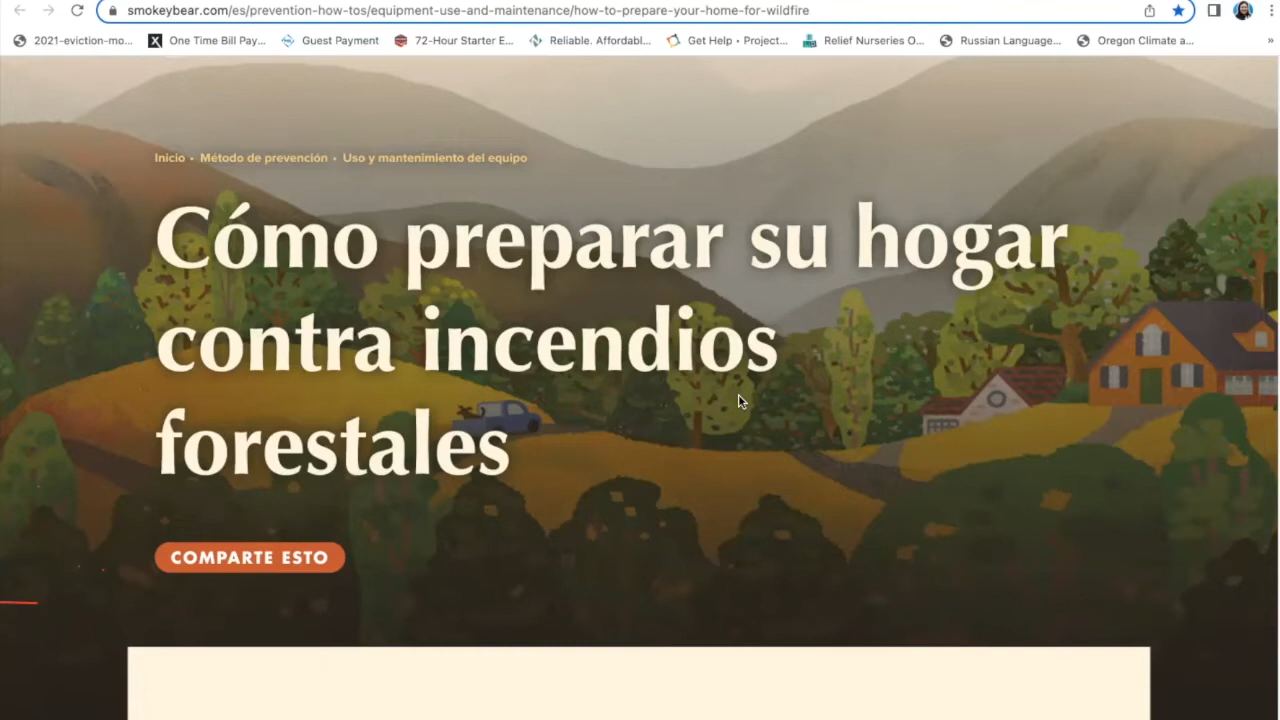 smokeybear.com/es/prevention-how-tos/equipment-use-and-maintenance/how-to-prepare-your-home-for-wildfire
2021-eviction-mo... One Time Bill Pay... Guest Payment 72-Hour Starter E... Reliable. Affordabl... Get Help • Project... Relief Nurseries O... Russian Language... Oregon Climate a... »
Inicio • Método de prevención • Uso y mantenimiento del equipo
Cómo preparar su hogar
contra incendios
forestales
COMPARTE ESTO